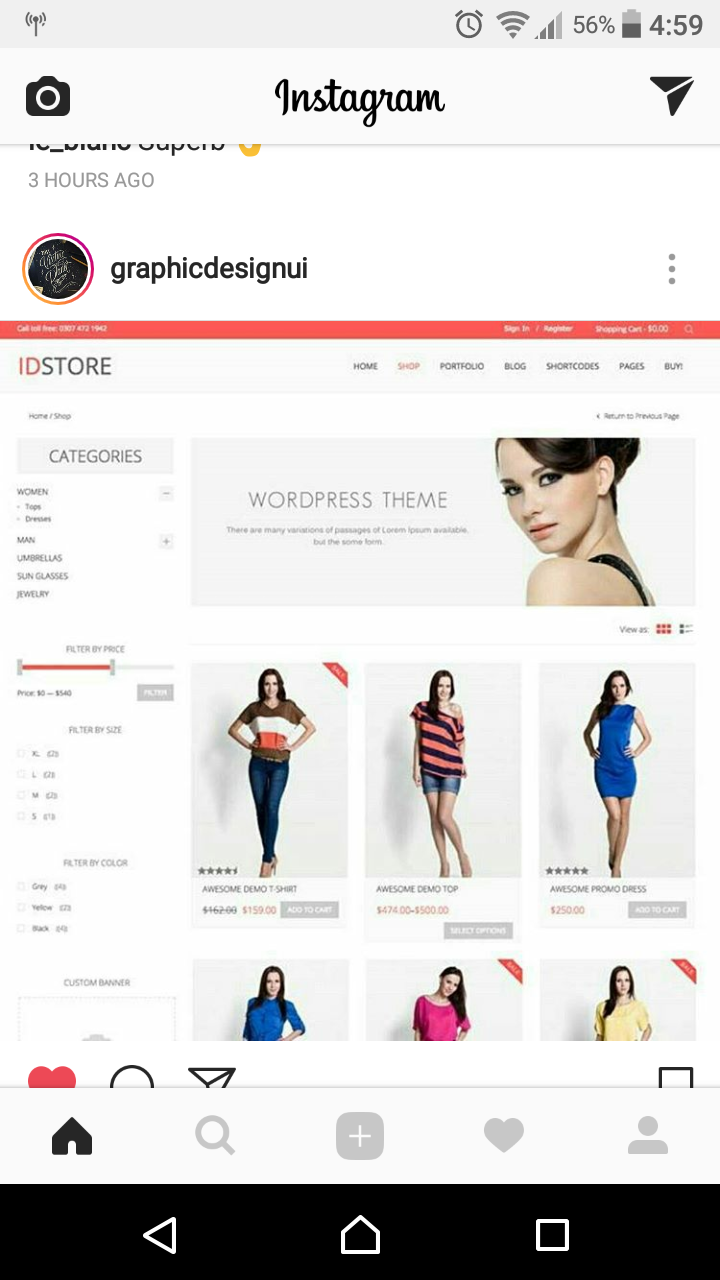 56% 4:59
Instagram
3 HOURS AGO
graphicdesignui
Call toll free: 0307 472 1942
Sign In / Register
Shopping Cart - $0.00
IDSTORE
HOME SHOP PORTFOLIO BLOG SHORTCODES PAGES BUY!
Home / Shop
Return to Previous Page
CATEGORIES
WOMEN
Tops
Dresses
MAN
UMBRELLAS
SUN GLASSES
JEWELRY
WORDPRESS THEME
There are many variations of passages of Lorem Ipsum available,
but the some form.
View as:
FILTER BY PRICE
Price: $0 — $540
FILTER
FILTER BY SIZE
XL (2)
L (2)
M (2)
S (1)
FILTER BY COLOR
Grey (4)
Yellow (2)
Black (4)
CUSTOM BANNER
SALE
AWESOME DEMO T-SHIRT
$162.00 $159.00 ADD TO CART
AWESOME DEMO TOP
$474.00–$500.00
SELECT OPTIONS
AWESOME PROMO DRESS
$250.00 ADD TO CART
SALE
SALE